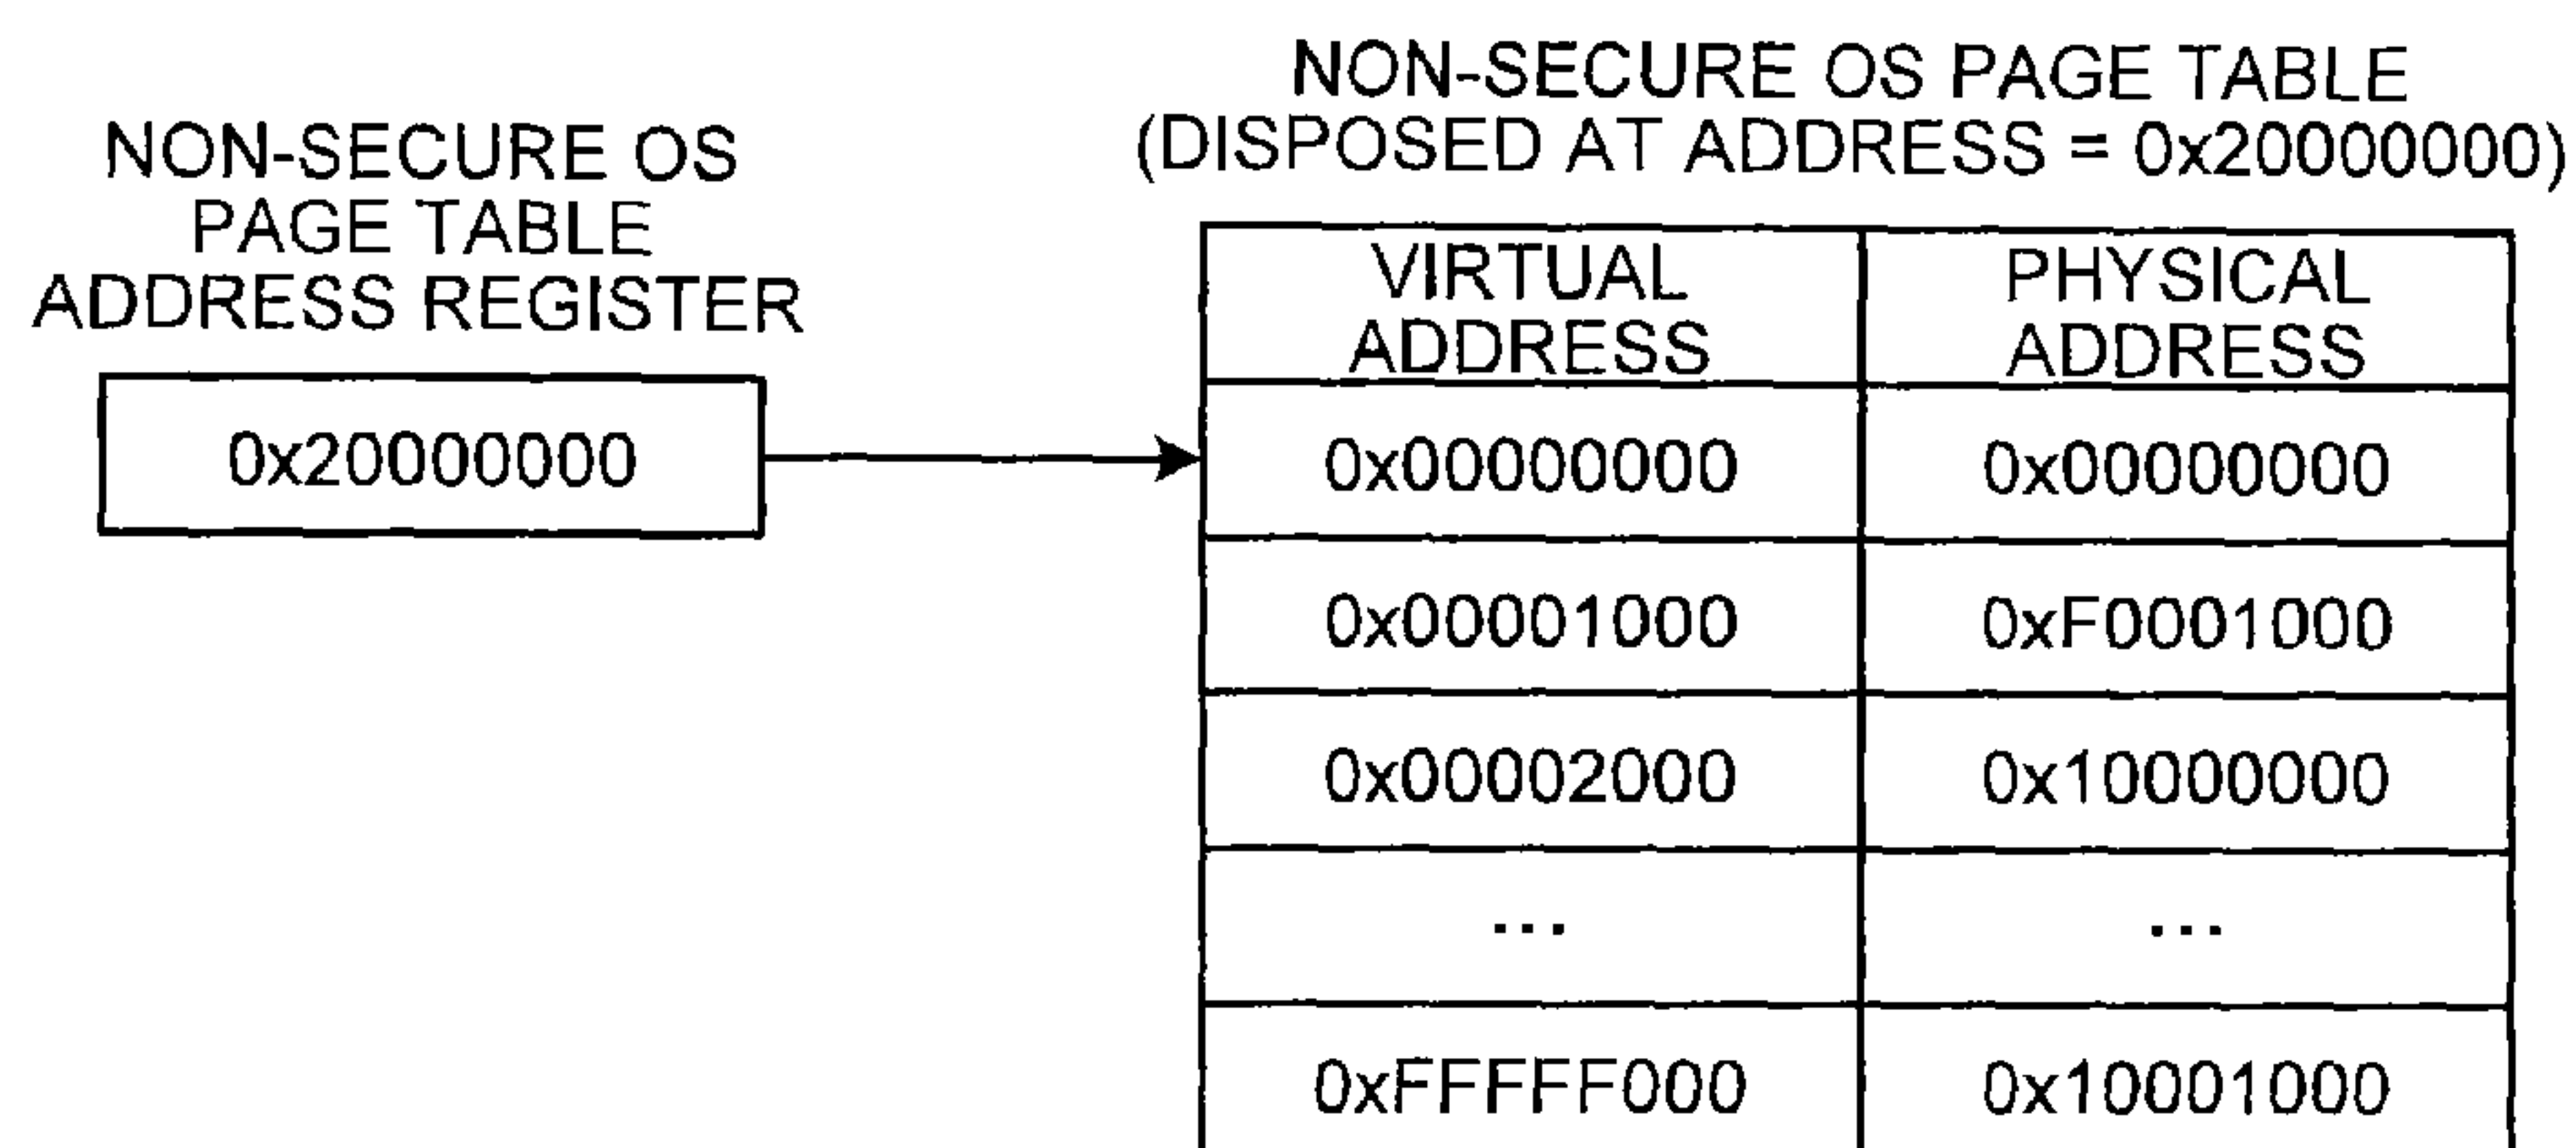 NON-SECURE OS
PAGE TABLE
ADDRESS REGISTER
0x20000000
NON-SECURE OS PAGE TABLE
(DISPOSED AT ADDRESS = 0x20000000)
VIRTUAL
ADDRESS
PHYSICAL
ADDRESS
0x00000000 0x00000000
0x00001000 0xF0001000
0x00002000 0x10000000
... ...
0xFFFFF000 0x10001000